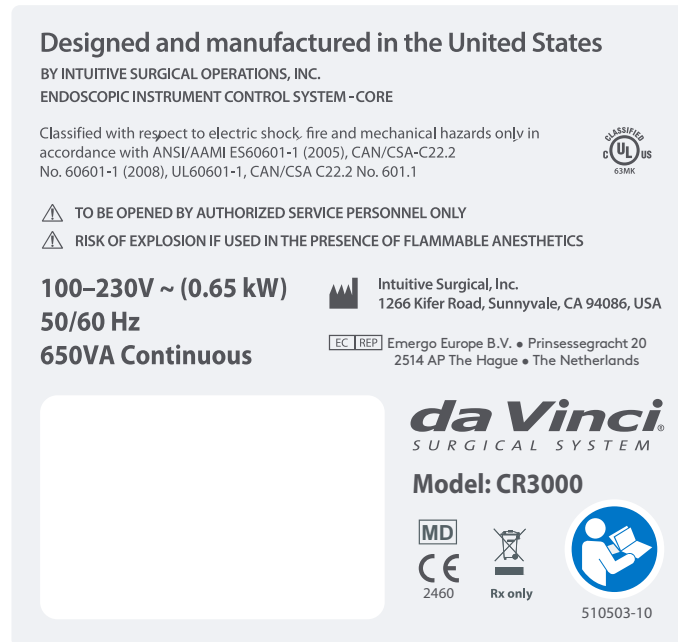 Designed and manufactured in the United States
BY INTUITIVE SURGICAL OPERATIONS, INC.
ENDOSCOPIC INSTRUMENT CONTROL SYSTEM - CORE
Classified with respect to electric shock, fire and mechanical hazards only in
accordance with ANSI/AAMI ES60601-1 (2005), CAN/CSA-C22.2
No. 60601-1 (2008), UL60601-1, CAN/CSA C22.2 No. 601.1
CLASSIFIED
C UL US
63MK
TO BE OPENED BY AUTHORIZED SERVICE PERSONNEL ONLY
RISK OF EXPLOSION IF USED IN THE PRESENCE OF FLAMMABLE ANESTHETICS
100–230V ~ (0.65 kW)
50/60 Hz
650VA Continuous
Intuitive Surgical, Inc.
1266 Kifer Road, Sunnyvale, CA 94086, USA
EC REP Emergo Europe B.V. • Prinsessegracht 20
2514 AP The Hague • The Netherlands
da Vinci®
SURGICAL SYSTEM
Model: CR3000
MD
CE
2460
Rx only
510503-10